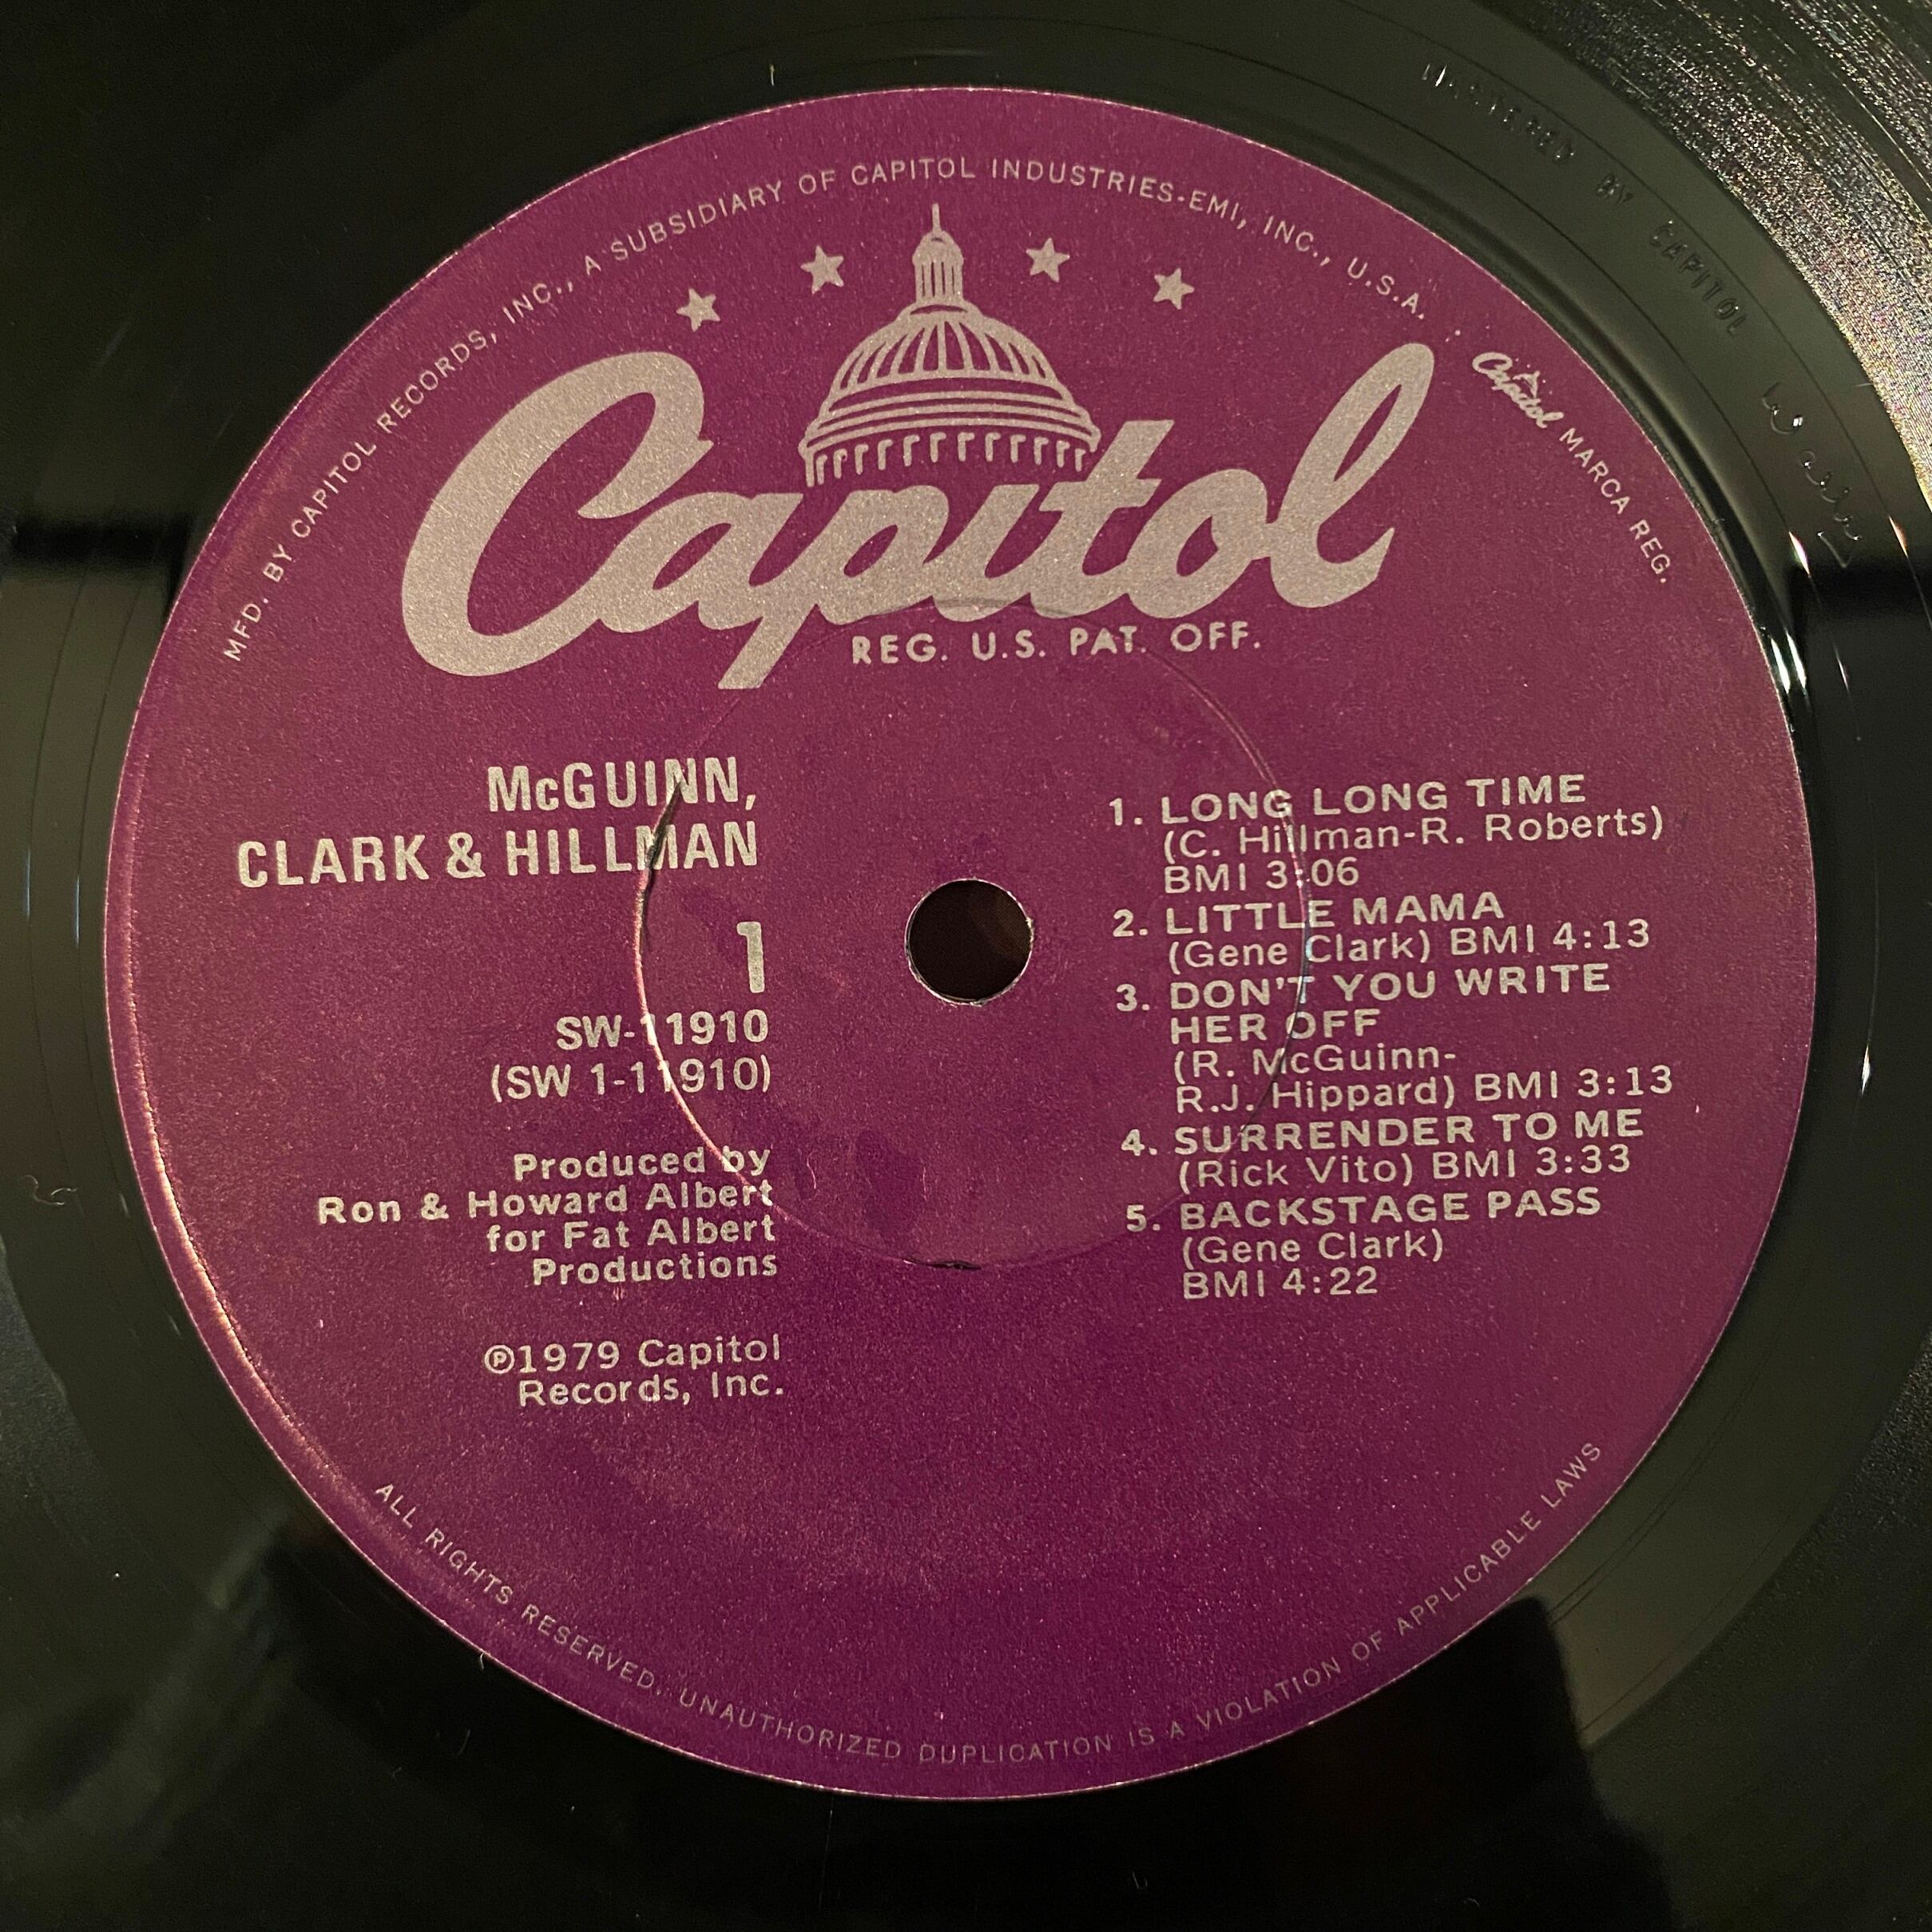 MFD. BY CAPITOL RECORDS, INC., A SUBSIDIARY OF CAPITOL INDUSTRIES-EMI, INC., U.S.A. . Capitol MARCA REG.
MASTERED BY CAPITOL
Capitol
REG. U.S. PAT. OFF.
McGUINN,
CLARK & HILLMAN
1
SW-11910
(SW 1-11910)
Produced by
Ron & Howard Albert
for Fat Albert
Productions
℗1979 Capitol
Records, Inc.
1. LONG LONG TIME
(C. Hillman-R. Roberts)
BMI 3:06
2. LITTLE MAMA
(Gene Clark) BMI 4:13
3. DON'T YOU WRITE
HER OFF
(R. McGuinn-
R.J. Hippard) BMI 3:13
4. SURRENDER TO ME
(Rick Vito) BMI 3:33
5. BACKSTAGE PASS
(Gene Clark)
BMI 4:22
ALL RIGHTS RESERVED. UNAUTHORIZED DUPLICATION IS A VIOLATION OF APPLICABLE LAWS